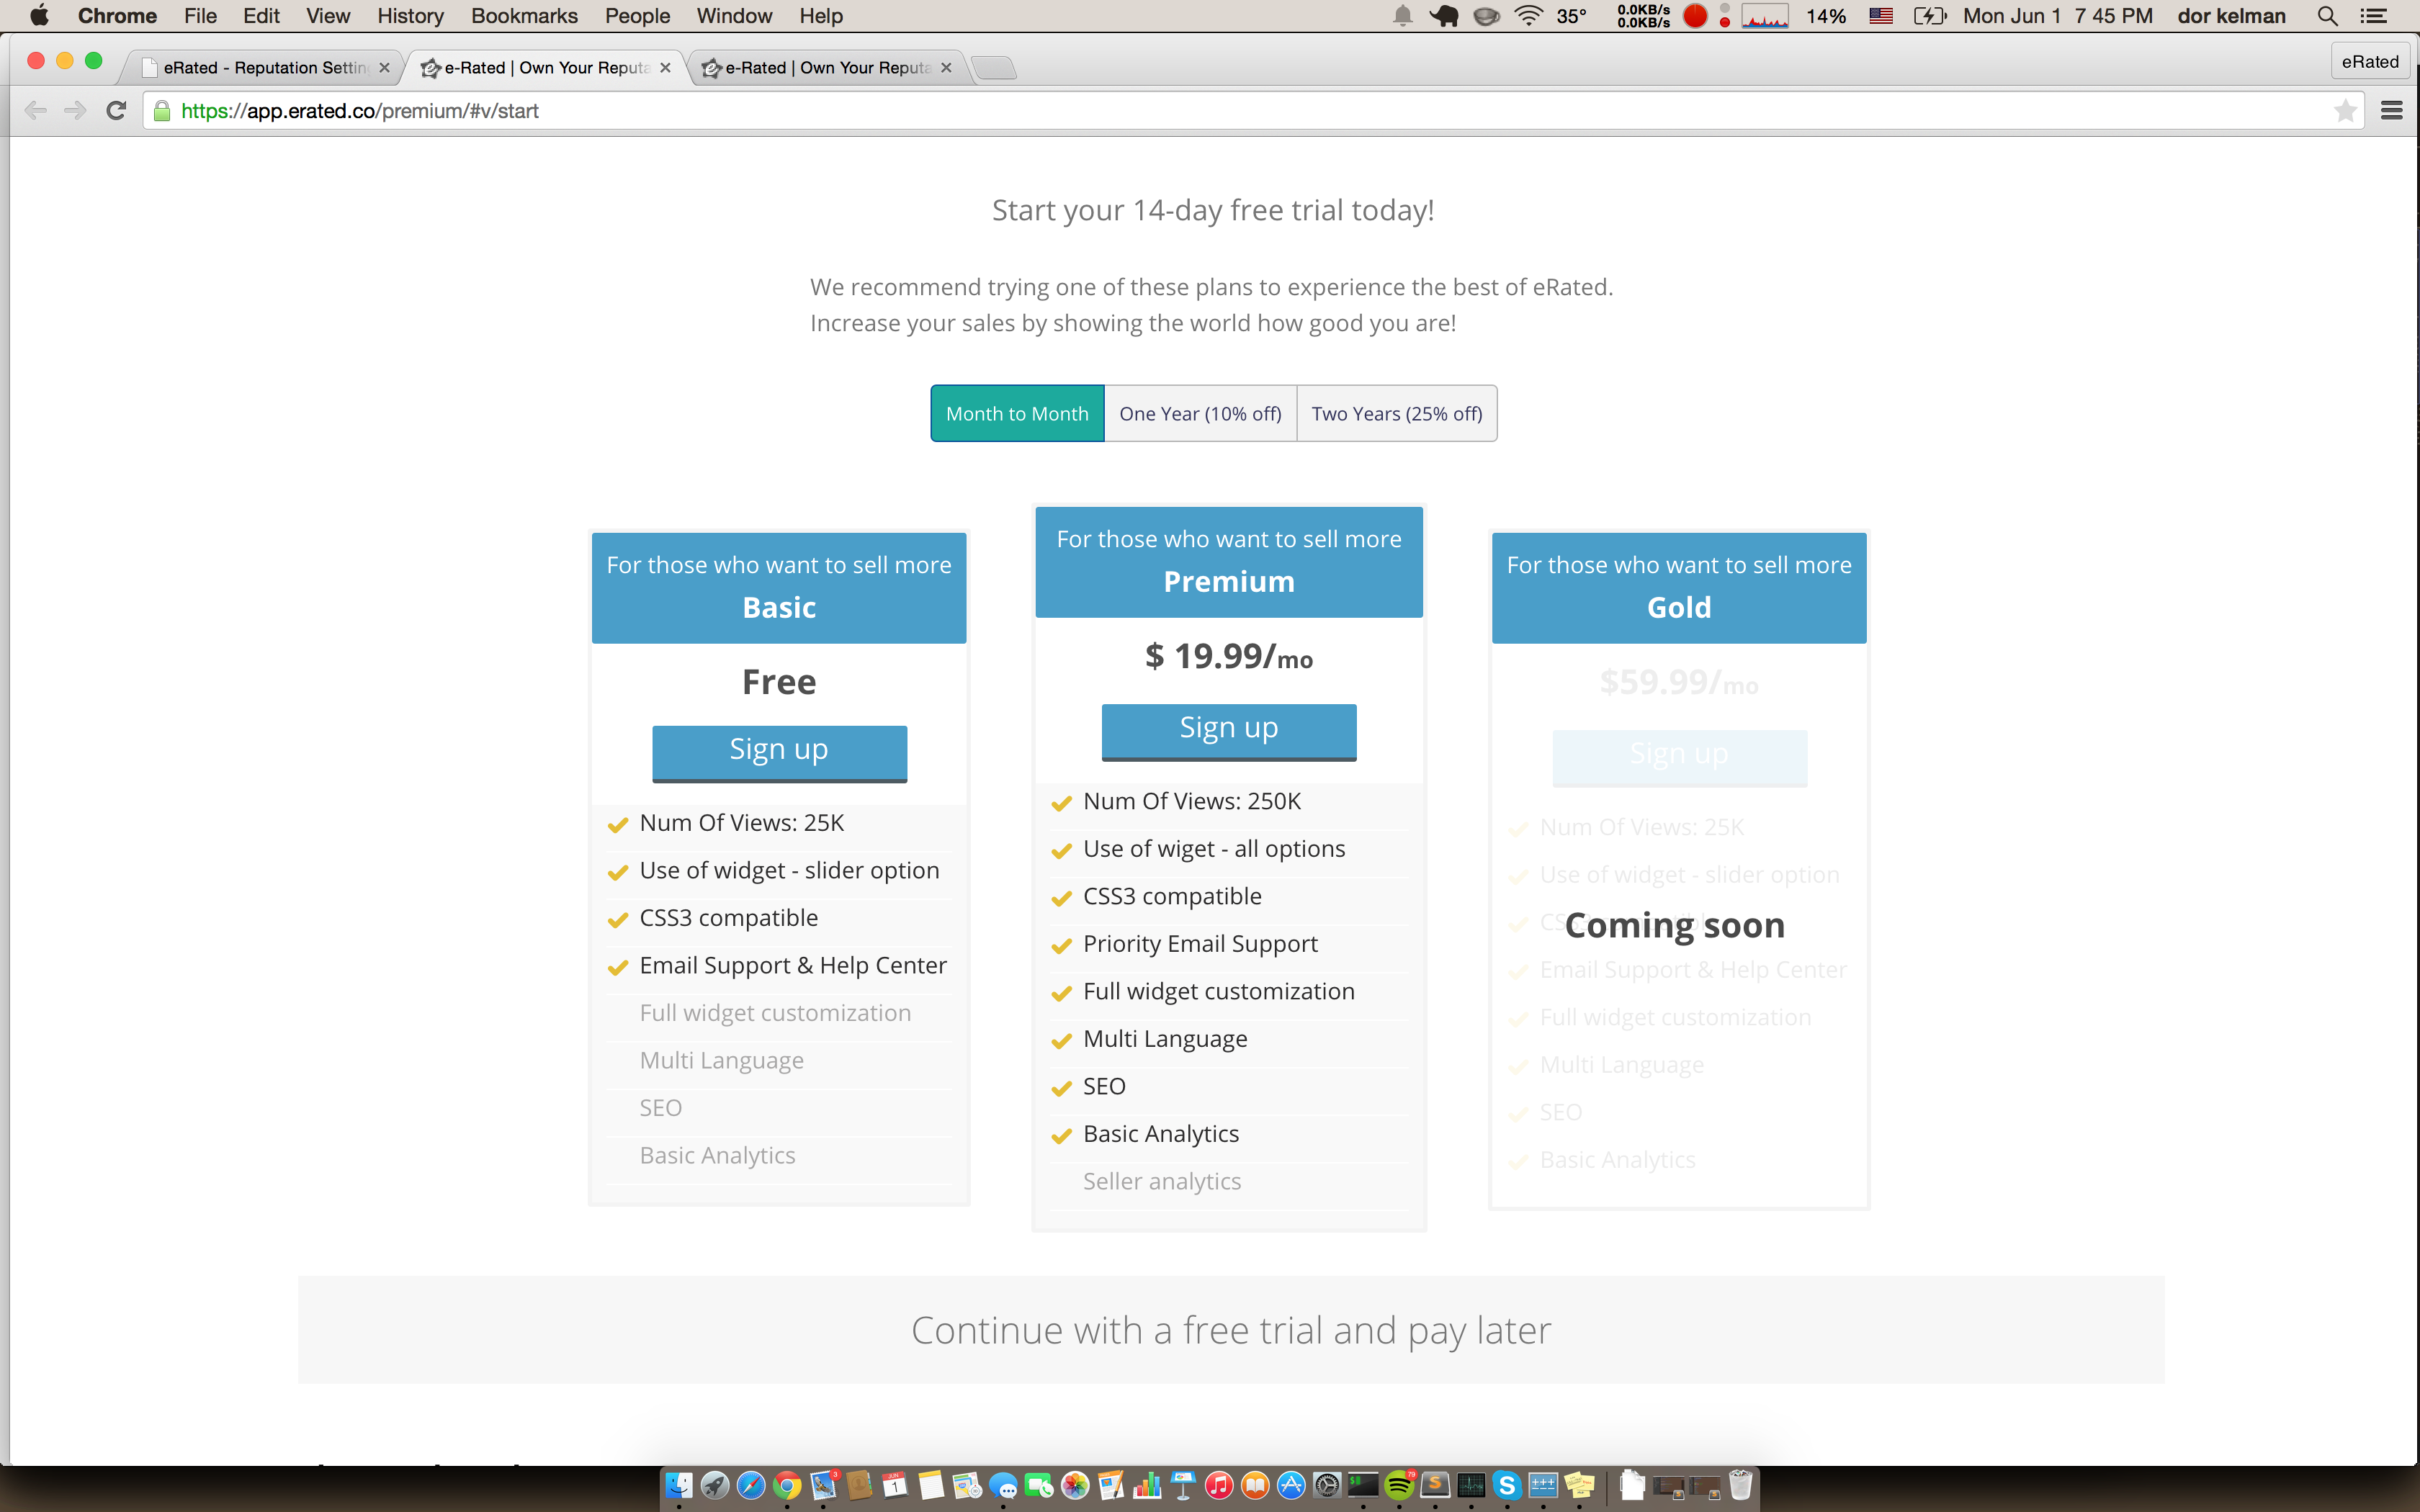 Chrome File Edit View History Bookmarks People Window Help
35° 0.0KB/s 0.0KB/s 14% Mon Jun 1 7 45 PM dor kelman
eRated - Reputation Settin
e-Rated | Own Your Reputa
e-Rated | Own Your Reputa
eRated
https://app.erated.co/premium/#v/start
Start your 14-day free trial today!
We recommend trying one of these plans to experience the best of eRated.
Increase your sales by showing the world how good you are!
Month to Month
One Year (10% off)
Two Years (25% off)
For those who want to sell more
Basic
Free
Sign up
Num Of Views: 25K
Use of widget - slider option
CSS3 compatible
Email Support & Help Center
Full widget customization
Multi Language
SEO
Basic Analytics
For those who want to sell more
Premium
$ 19.99/mo
Sign up
Num Of Views: 250K
Use of wiget - all options
CSS3 compatible
Priority Email Support
Full widget customization
Multi Language
SEO
Basic Analytics
Seller analytics
For those who want to sell more
Gold
$59.99/mo
Sign up
Num Of Views: 25K
Use of widget - slider option
Coming soon
Email Support & Help Center
Full widget customization
Multi Language
SEO
Basic Analytics
Continue with a free trial and pay later